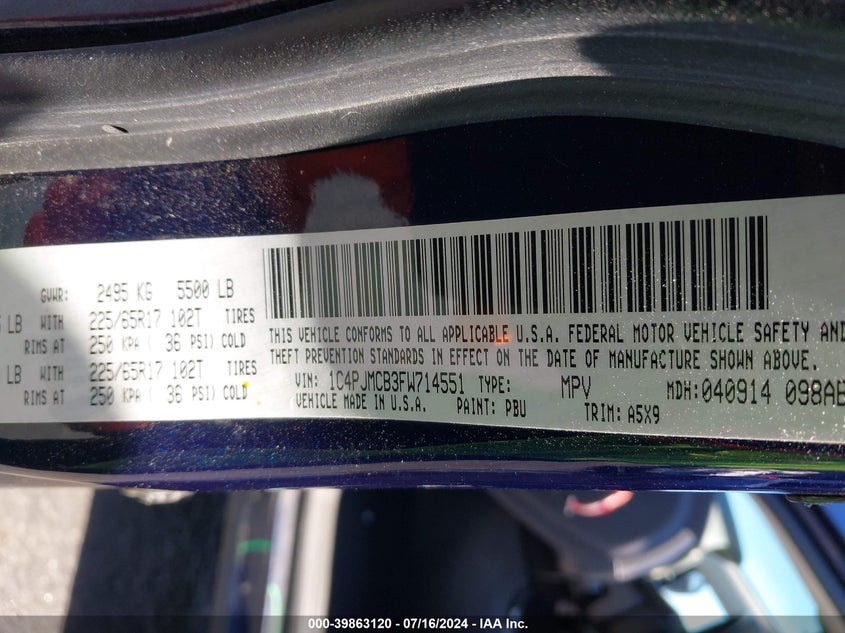 GVWR: 2495 KG 5500 LB
LB WITH 225/65R17 102T TIRES
RIMS AT 250 KPA ( 36 PSI) COLD
LB WITH 225/65R17 102T TIRES
RIMS AT 250 KPA ( 36 PSI) COLD
THIS VEHICLE CONFORMS TO ALL APPLICABLE U.S.A. FEDERAL MOTOR VEHICLE SAFETY AND
THEFT PREVENTION STANDARDS IN EFFECT ON THE DATE OF MANUFACTURE SHOWN ABOVE.
VIN: 1C4PJMCB3FW714551 TYPE: MPV MDH: 040914 098AB
VEHICLE MADE IN U.S.A. PAINT: PBU TRIM: A5X9
000-39863120 - 07/16/2024 - IAA Inc.